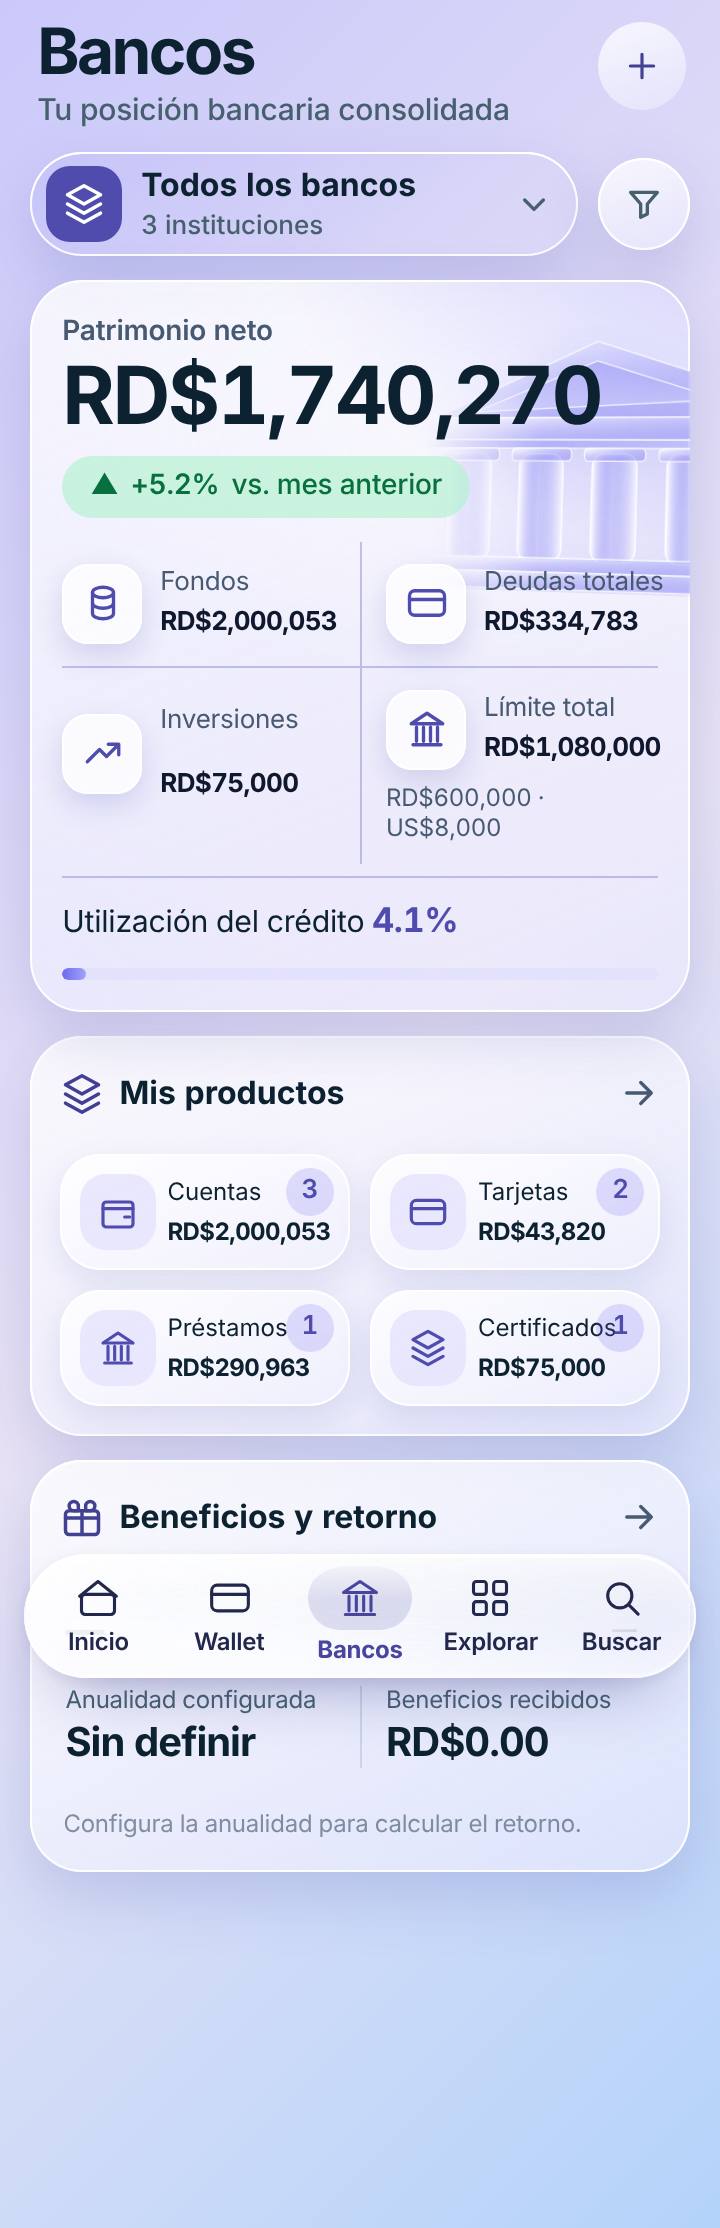 Bancos
Tu posición bancaria consolidada
Todos los bancos
3 instituciones
Patrimonio neto
RD$1,740,270
▲ +5.2% vs. mes anterior
Fondos
RD$2,000,053
Deudas totales
RD$334,783
Inversiones
RD$75,000
Límite total
RD$1,080,000
RD$600,000 ·
US$8,000
Utilización del crédito 4.1%
Mis productos
Cuentas 3
RD$2,000,053
Tarjetas 2
RD$43,820
Préstamos 1
RD$290,963
Certificados 1
RD$75,000
Beneficios y retorno
Inicio
Wallet
Bancos
Explorar
Buscar
Anualidad configurada
Sin definir
Beneficios recibidos
RD$0.00
Configura la anualidad para calcular el retorno.